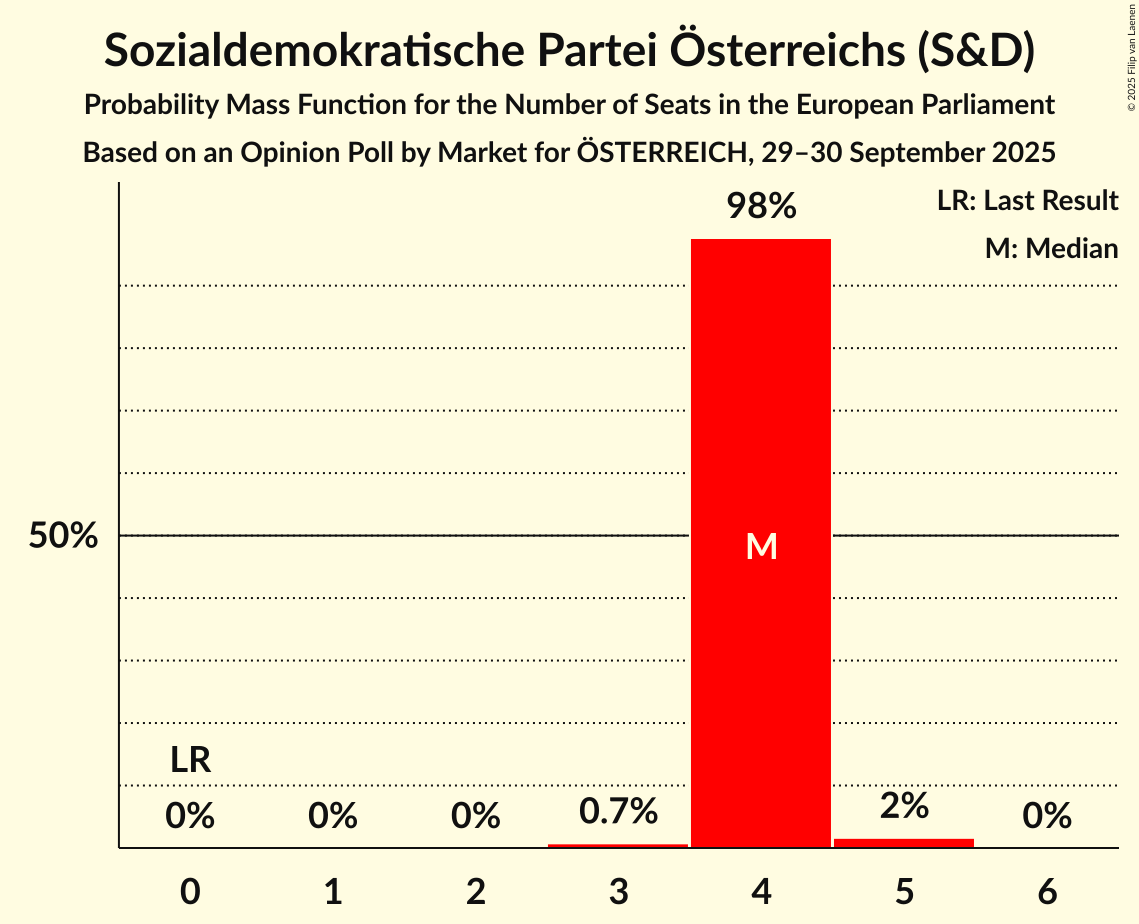 Sozialdemokratische Partei Österreichs (S&D)
Probability Mass Function for the Number of Seats in the European Parliament
Based on an Opinion Poll by Market for ÖSTERREICH, 29–30 September 2025
© 2025 Filip van Laenen
LR: Last Result
M: Median
98%
50%
M
LR
0%
0%
0%
0.7%
2%
0%
0 1 2 3 4 5 6